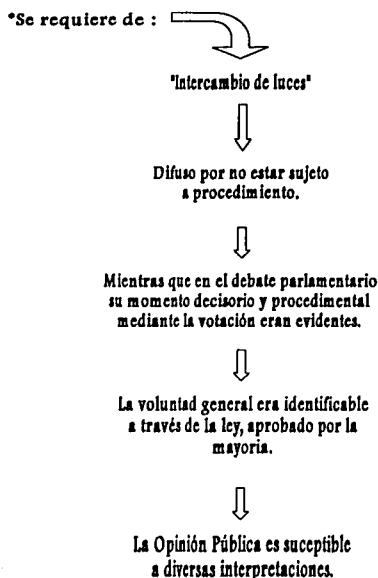 *Se requiere de :
"Intercambio de luces"
Difuso por no estar sujeto
a procedimiento.
Mientras que en el debate parlamentario
su momento decisorio y procedimental
mediante la votación eran evidentes.
La voluntad general era identificable
a través de la ley, aprobado por la
mayoria.
La Opinión Pública es suceptible
a diversas interpretaciones.